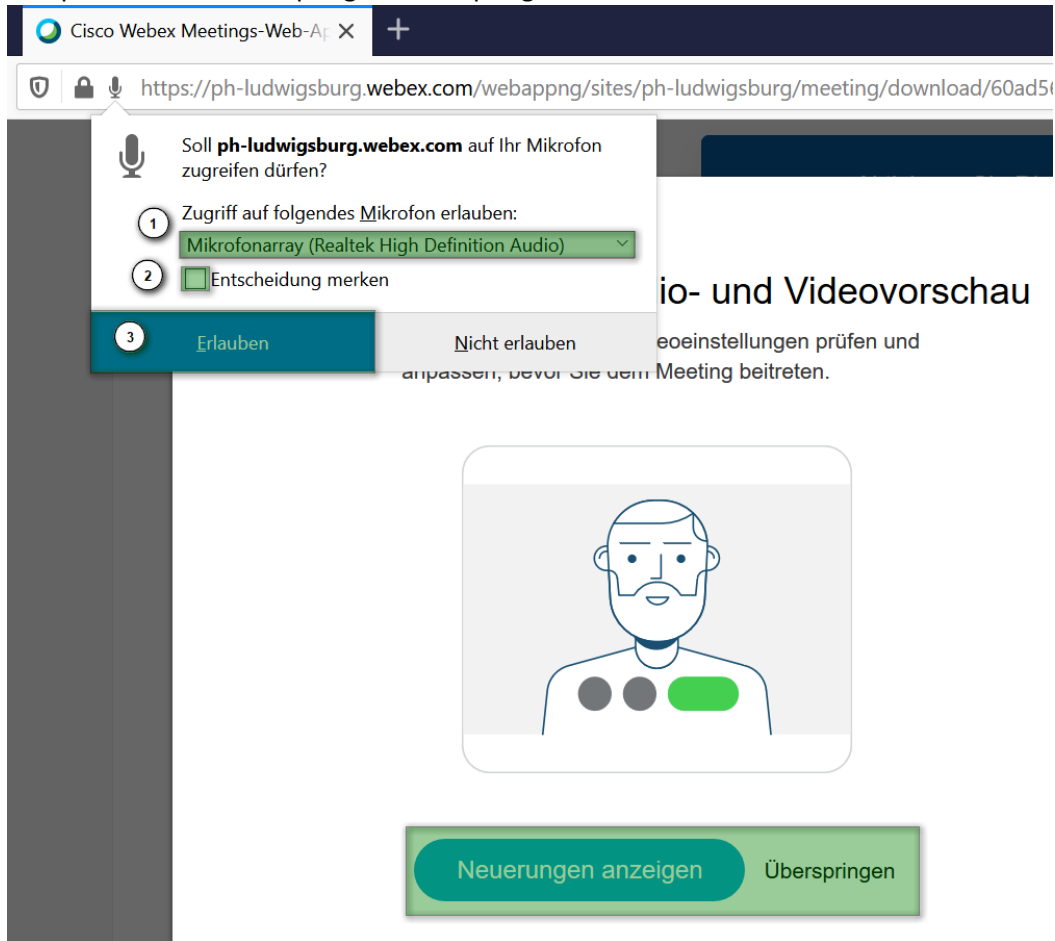 Cisco Webex Meetings-Web-Ap
https://ph-ludwigsburg.webex.com/webappng/sites/ph-ludwigsburg/meeting/download/60ad56
Soll ph-ludwigsburg.webex.com auf Ihr Mikrofon
zugreifen dürfen?
1
Zugriff auf folgendes Mikrofon erlauben:
Mikrofonarray (Realtek High Definition Audio)
2
Entscheidung merken
3
Erlauben
Nicht erlauben
io- und Videovorschau
eoeinstellungen prüfen und
anpassen, bevor Sie dem Meeting beitreten.
Neuerungen anzeigen
Überspringen